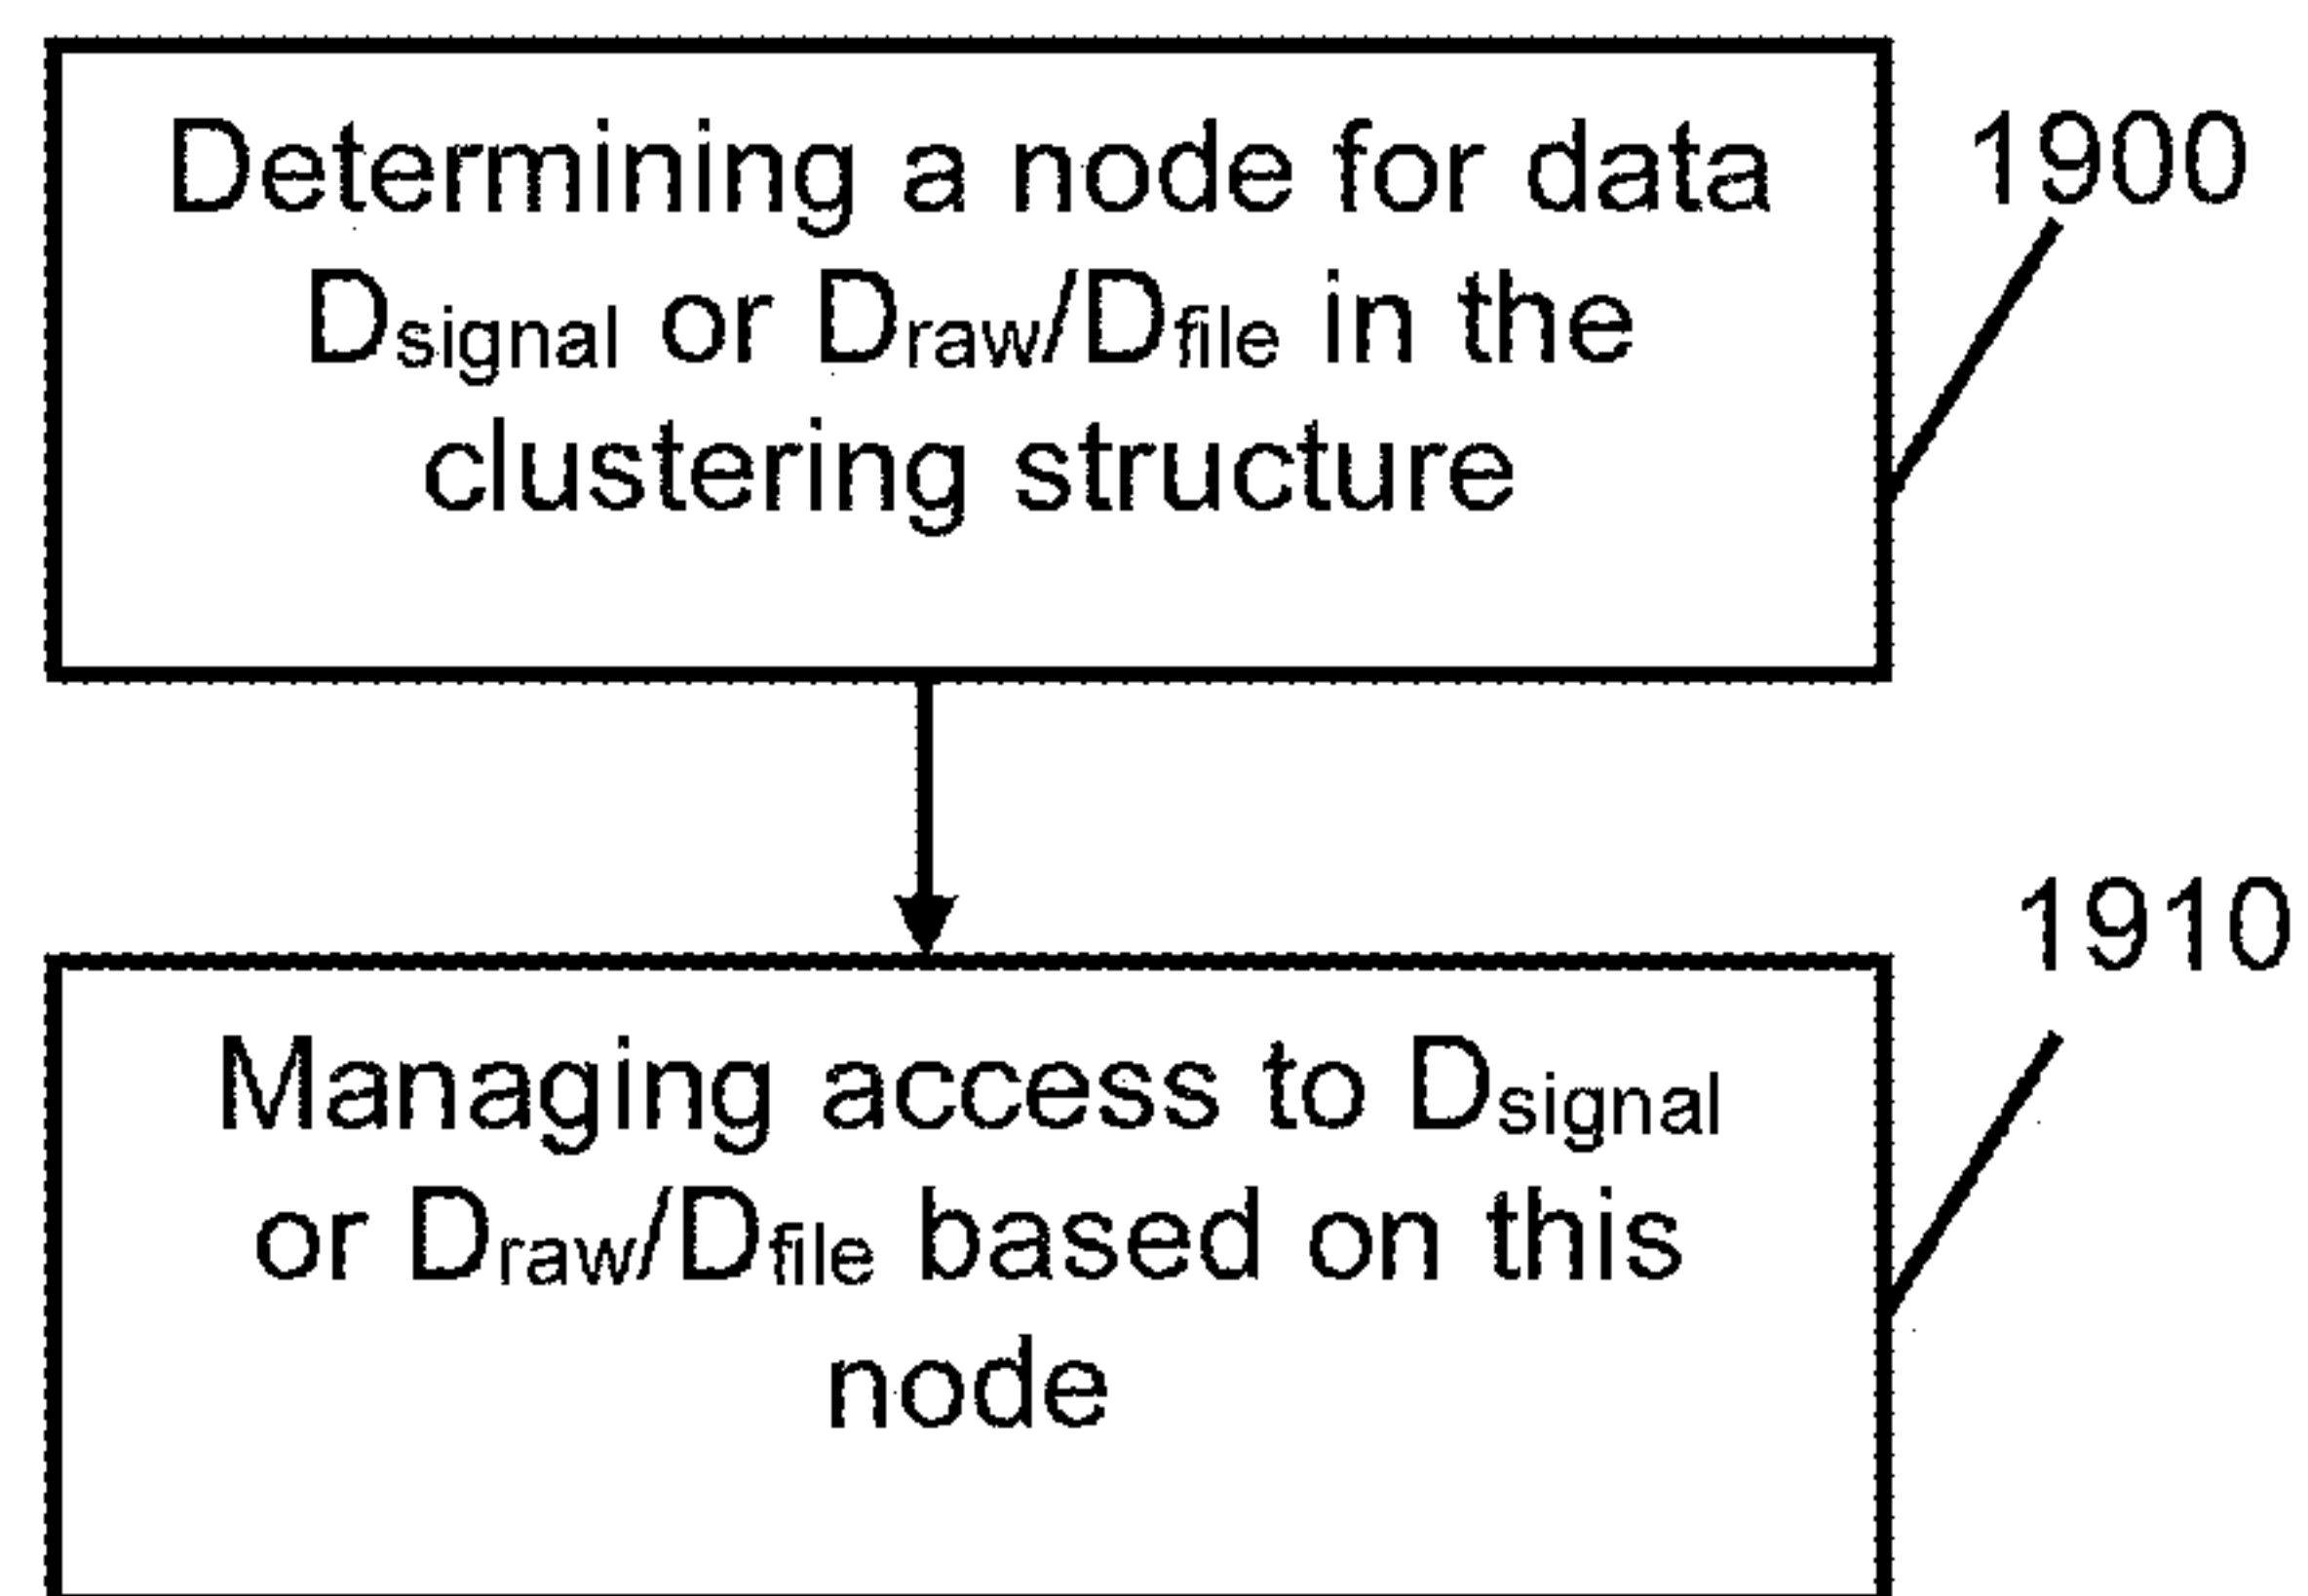 Determining a node for data
1900
Dsignal or Draw/Dfile in the
clustering structure
1910
Managing access to Dsignal
or Draw/Dfile based on this
node